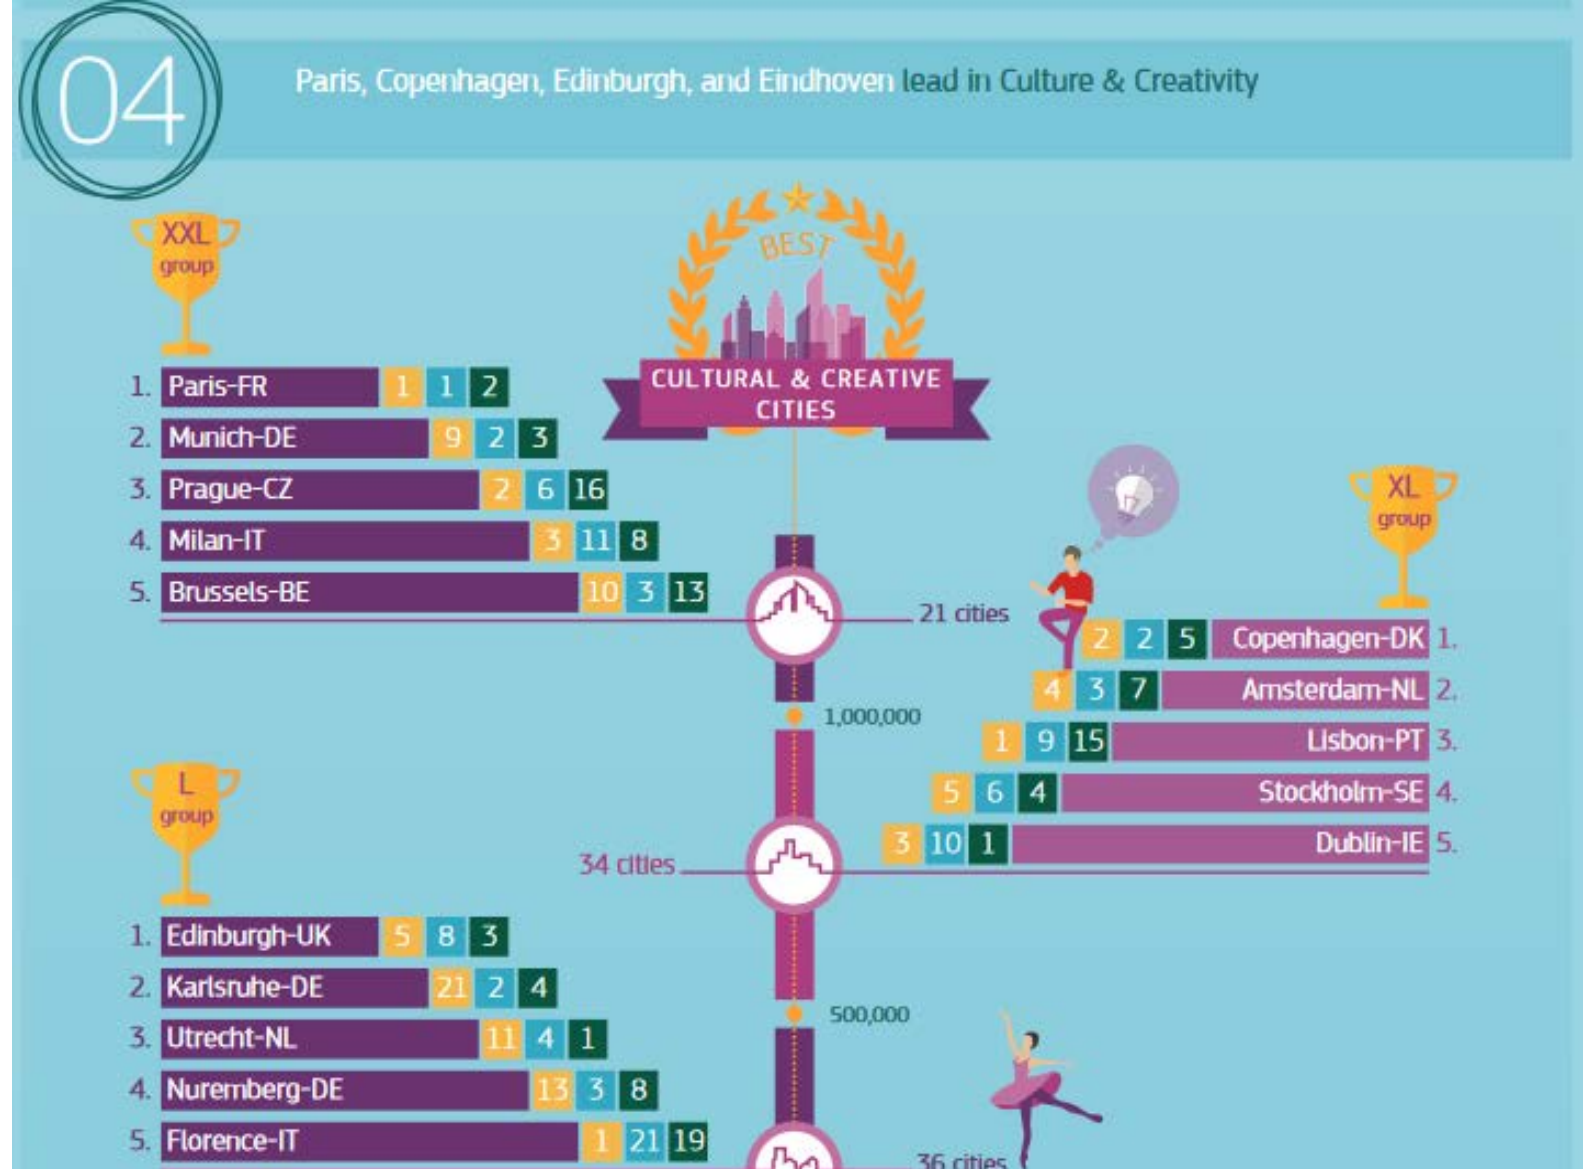 04
Paris, Copenhagen, Edinburgh, and Eindhoven lead in Culture & Creativity
BEST
CULTURAL & CREATIVE
CITIES
XXL
group
1. Paris-FR 1 1 2
2. Munich-DE 9 2 3
3. Prague-CZ 2 6 16
4. Milan-IT 3 11 8
5. Brussels-BE 10 3 13
21 cities
XL
group
2 2 5 Copenhagen-DK 1.
4 3 7 Amsterdam-NL 2.
1 9 15 Lisbon-PT 3.
5 6 4 Stockholm-SE 4.
3 10 1 Dublin-IE 5.
1,000,000
34 cities
L
group
1. Edinburgh-UK 5 8 3
2. Karlsruhe-DE 21 2 4
3. Utrecht-NL 11 4 1
4. Nuremberg-DE 13 3 8
5. Florence-IT 1 21 19
500,000
36 cities